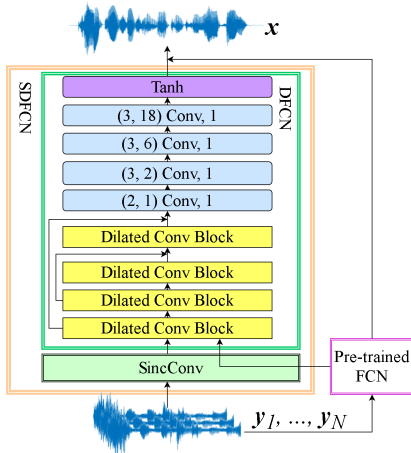 x
SDFCN
DFCN
Tanh
(3, 18) Conv, 1
(3, 6) Conv, 1
(3, 2) Conv, 1
(2, 1) Conv, 1
Dilated Conv Block
Dilated Conv Block
Dilated Conv Block
Dilated Conv Block
SincConv
Pre-trained
FCN
y1, ..., yN